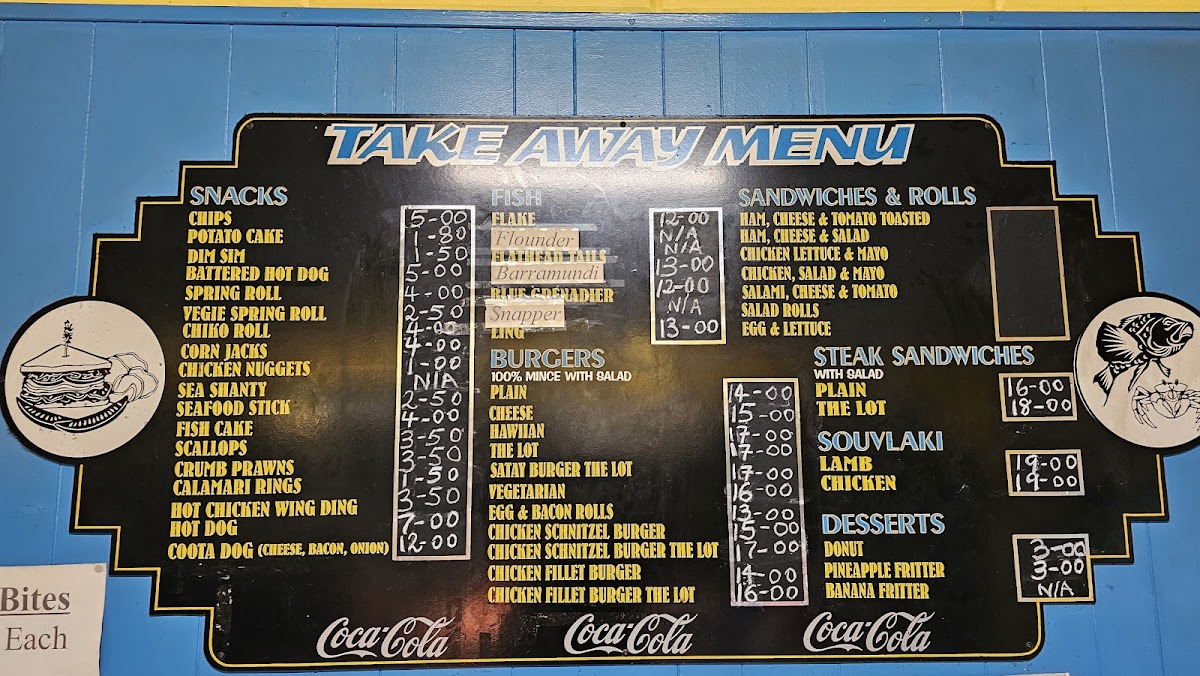 TAKE AWAY MENU
SNACKS
CHIPS 5-00
POTATO CAKE 1-80
DIM SIM 1-50
BATTERED HOT DOG 5-00
SPRING ROLL 4-00
VEGIE SPRING ROLL 2-50
CHIKO ROLL 4-00
CORN JACKS 4-00
CHICKEN NUGGETS 1-00
SEA SHANTY N/A
SEAFOOD STICK 2-50
FISH CAKE 4-00
SCALLOPS 3-50
CRUMB PRAWNS 3-50
CALAMARI RINGS 1-50
HOT CHICKEN WING DING 3-50
HOT DOG 7-00
COOTA DOG (CHEESE, BACON, ONION) 12-00
FISH
FLAKE 12-00
Flounder N/A
FLATHEAD TAILS N/A
Barramundi 13-00
BLUE GRENADIER 12-00
Snapper N/A
LING 13-00
BURGERS
100% MINCE WITH SALAD
PLAIN 14-00
CHEESE 15-00
HAWIIAN 17-00
THE LOT 17-00
SATAY BURGER THE LOT 17-00
VEGETARIAN 16-00
EGG & BACON ROLLS 13-00
CHICKEN SCHNITZEL BURGER 15-00
CHICKEN SCHNITZEL BURGER THE LOT 17-00
CHICKEN FILLET BURGER 14-00
CHICKEN FILLET BURGER THE LOT 16-00
SANDWICHES & ROLLS
HAM, CHEESE & TOMATO TOASTED
HAM, CHEESE & SALAD
CHICKEN LETTUCE & MAYO
CHICKEN, SALAD & MAYO
SALAMI, CHEESE & TOMATO
SALAD ROLLS
EGG & LETTUCE
STEAK SANDWICHES
WITH SALAD
PLAIN 16-00
THE LOT 18-00
SOUVLAKI
LAMB 19-00
CHICKEN 19-00
DESSERTS
DONUT 3-00
PINEAPPLE FRITTER 3-00
BANANA FRITTER N/A
Coca-Cola Coca-Cola Coca-Cola
Bites
Each